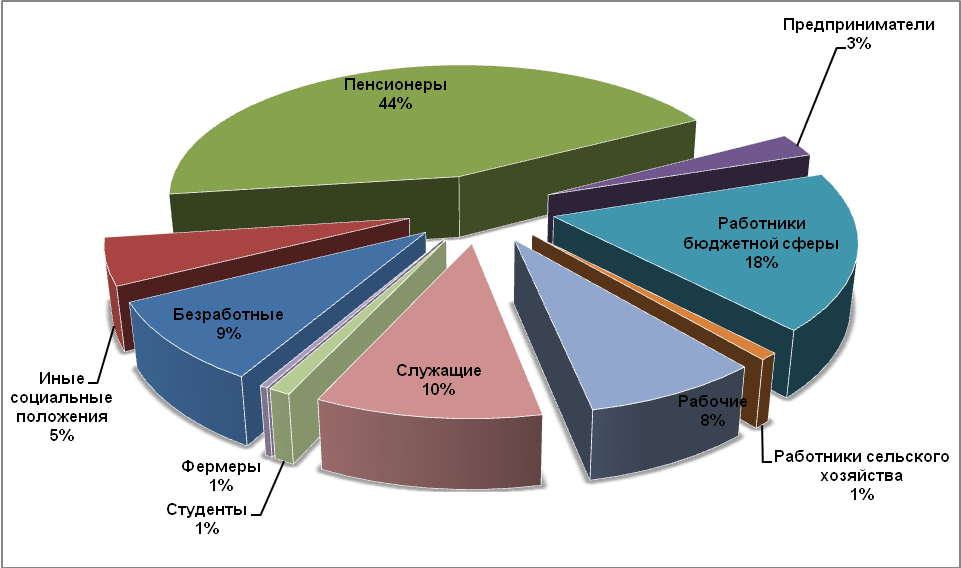 Предприниматели
3%
Пенсионеры
44%
Работники
бюджетной сферы
18%
Безработные
9%
Служащие
10%
Рабочие
8%
Иные
социальные
положения
5%
Фермеры
1%
Студенты
1%
Работники сельского
хозяйства
1%